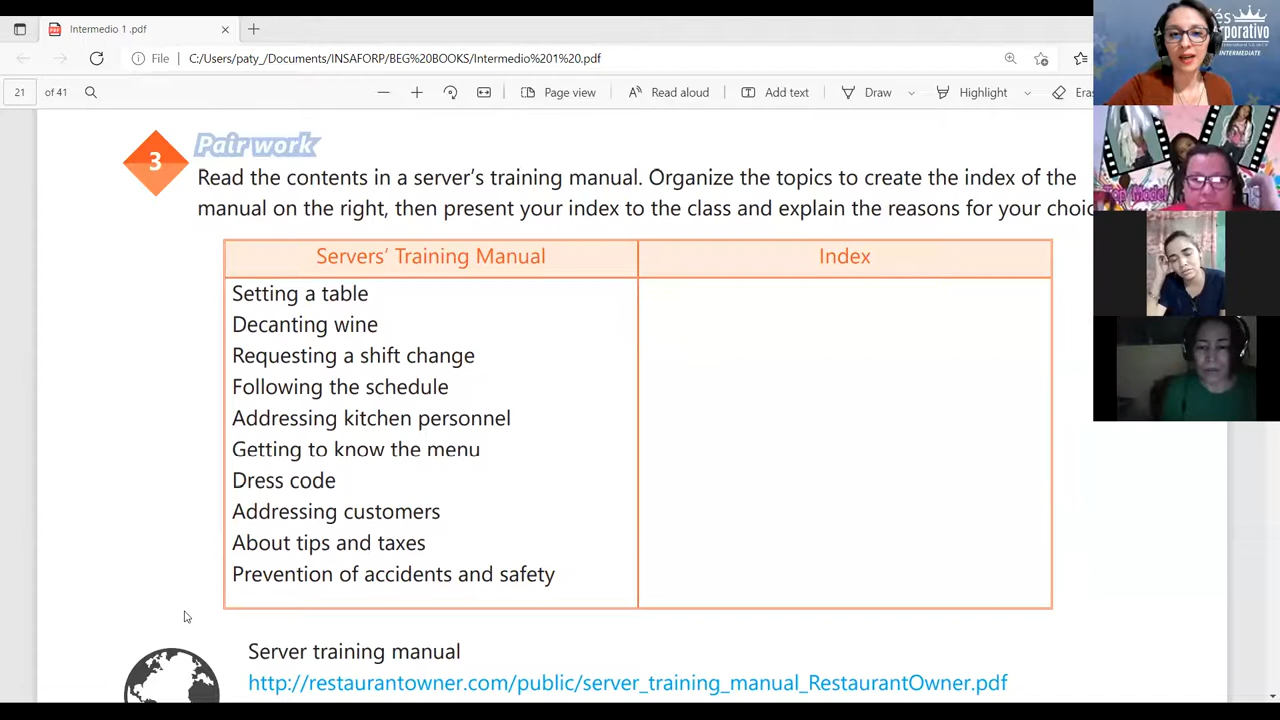 Intermedio 1 .pdf
File
C:/Users/paty_/Documents/INSAFORP/BEG%20BOOKS/Intermedio%201%20.pdf
21 of 41
Page view
Read aloud
Add text
Draw
Highlight
Eras
és
rporativo
INTERMEDIATE
Top Model
3
Pair work
Read the contents in a server's training manual. Organize the topics to create the index of the
manual on the right, then present your index to the class and explain the reasons for your choic
Servers' Training Manual
Index
Setting a table
Decanting wine
Requesting a shift change
Following the schedule
Addressing kitchen personnel
Getting to know the menu
Dress code
Addressing customers
About tips and taxes
Prevention of accidents and safety
Server training manual
http://restaurantowner.com/public/server_training_manual_RestaurantOwner.pdf